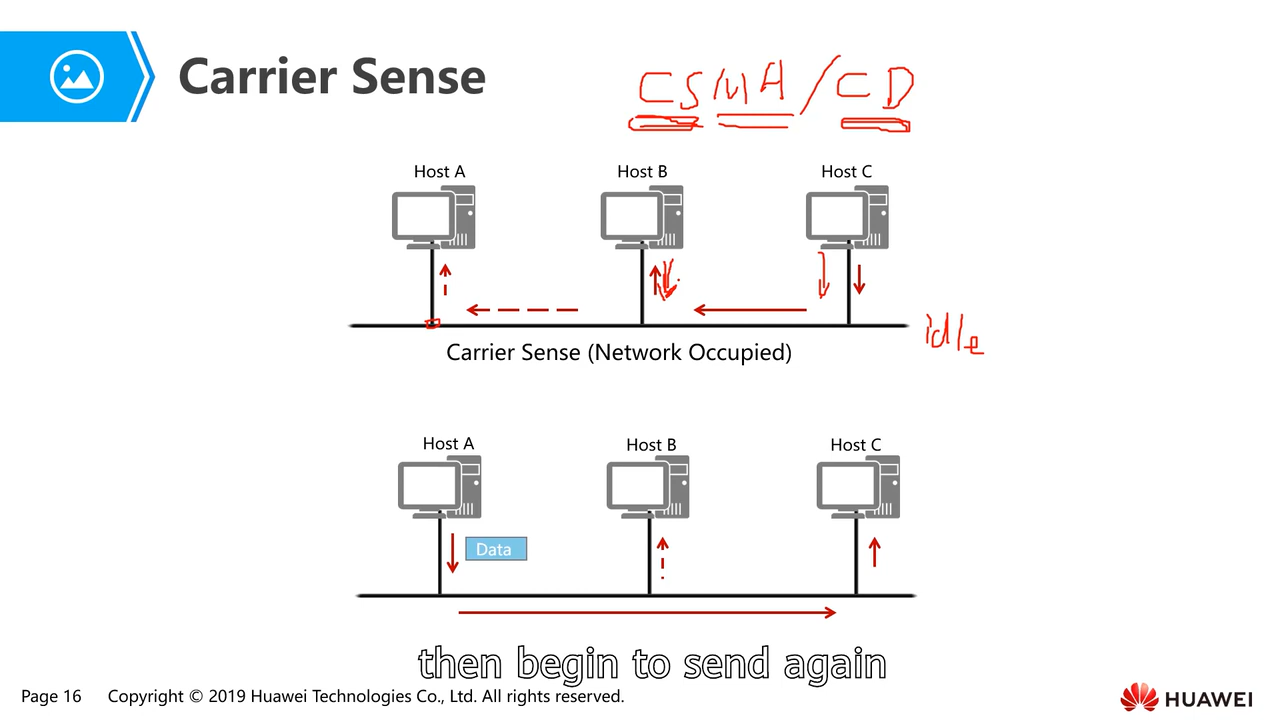 Carrier Sense
CSMA/CD
Host A
Host B
Host C
idle
Carrier Sense (Network Occupied)
Host A
Host B
Host C
Data
then begin to send again
Page 16 Copyright © 2019 Huawei Technologies Co., Ltd. All rights reserved.
HUAWEI